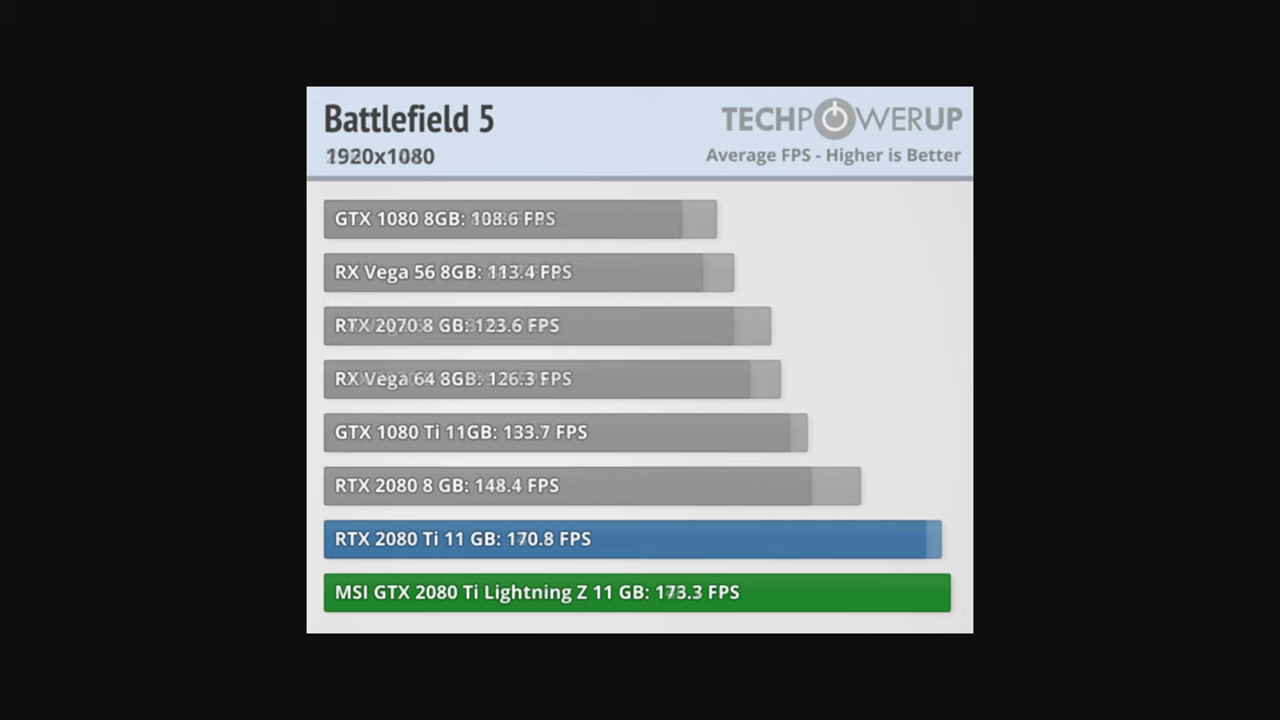 Battlefield 5
TECHPOWERUP
1920x1080
Average FPS - Higher is Better
GTX 1080 8GB: 108.6 FPS
RX Vega 56 8GB: 113.4 FPS
RTX 2070 8 GB: 123.6 FPS
RX Vega 64 8GB: 126.3 FPS
GTX 1080 Ti 11GB: 133.7 FPS
RTX 2080 8 GB: 148.4 FPS
RTX 2080 Ti 11 GB: 170.8 FPS
MSI GTX 2080 Ti Lightning Z 11 GB: 173.3 FPS